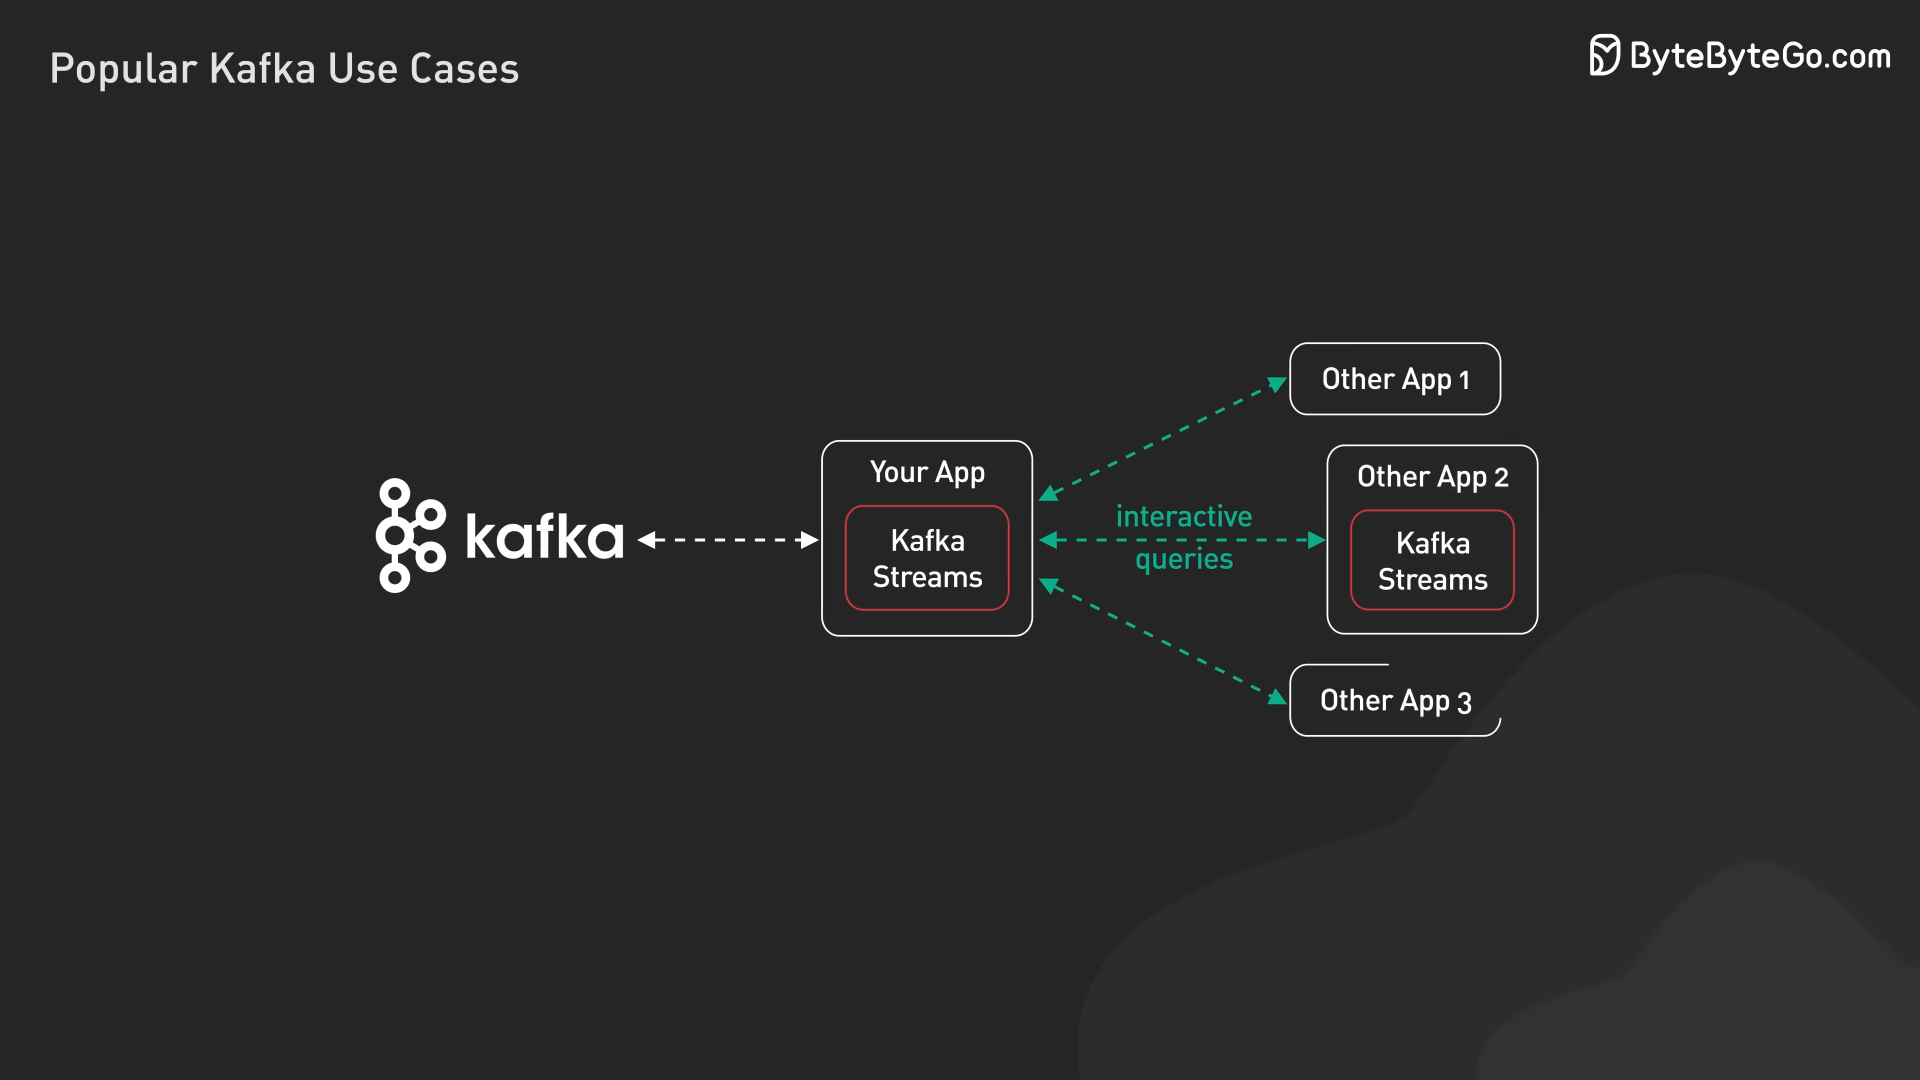 Popular Kafka Use Cases
ByteByteGo.com
kafka
Your App
Kafka
Streams
interactive
queries
Other App 1
Other App 2
Kafka
Streams
Other App 3